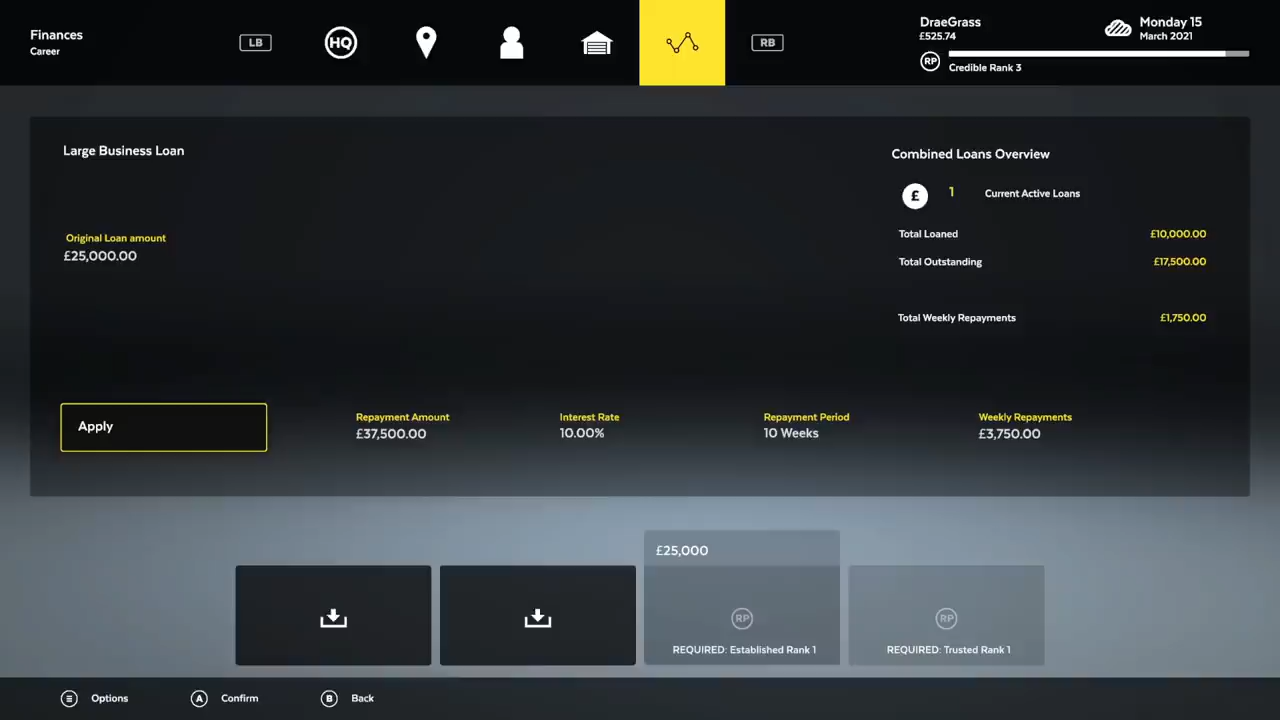 Finances
Career
LB
HQ
RB
DraeGrass
£525.74
Monday 15
March 2021
RP
Credible Rank 3
Large Business Loan
Original Loan amount
£25,000.00
Combined Loans Overview
£ 1 Current Active Loans
Total Loaned £10,000.00
Total Outstanding £17,500.00
Total Weekly Repayments £1,750.00
Apply
Repayment Amount
£37,500.00
Interest Rate
10.00%
Repayment Period
10 Weeks
Weekly Repayments
£3,750.00
£25,000
RP
REQUIRED: Established Rank 1
RP
REQUIRED: Trusted Rank 1
Options
A Confirm
B Back